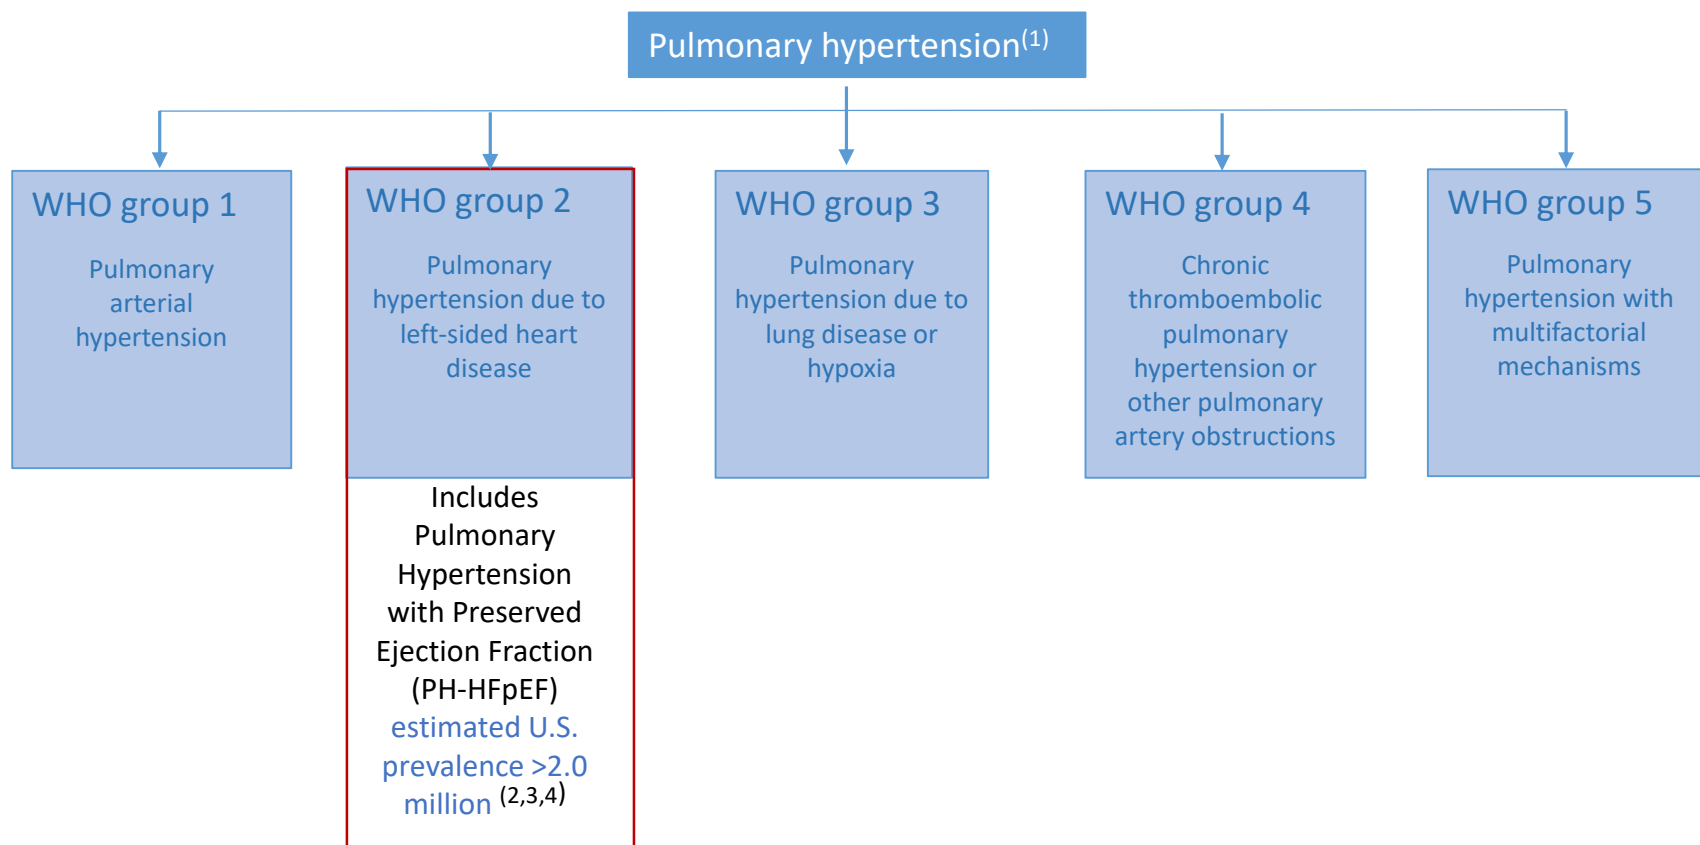 Pulmonary hypertension(1)
WHO group 1
Pulmonary
arterial
hypertension
WHO group 2
Pulmonary
hypertension due to
left-sided heart
disease
Includes
Pulmonary
Hypertension
with Preserved
Ejection Fraction
(PH-HFpEF)
estimated U.S.
prevalence >2.0
million (2,3,4)
WHO group 3
Pulmonary
hypertension due to
lung disease or
hypoxia
WHO group 4
Chronic
thromboembolic
pulmonary
hypertension or
other pulmonary
artery obstructions
WHO group 5
Pulmonary
hypertension with
multifactorial
mechanisms